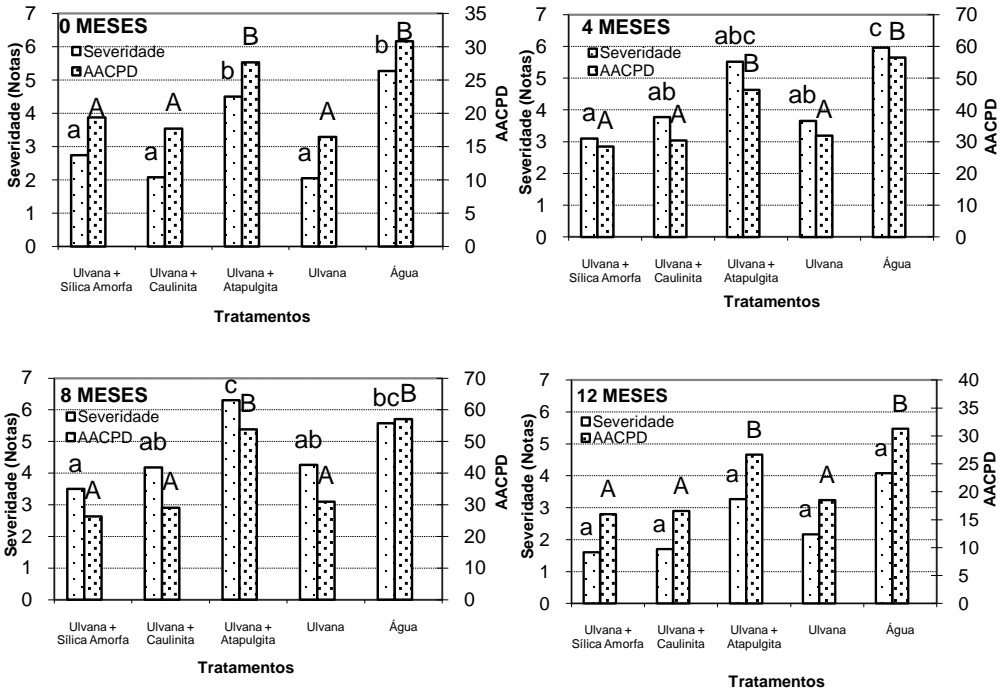 0 MESES
Severidade
AACPD
Severidade (Notas)
7
6
5
4
3
2
1
0
a
A
a
A
b
B
a
A
b
B
35
30
25
20
15
10
5
0
AACPD
Ulvana +
Sílica Amorfa
Ulvana +
Caulinita
Ulvana +
Atapulgita
Ulvana
Água
Tratamentos
4 MESES
Severidade
AACPD
Severidade (Notas)
7
6
5
4
3
2
1
0
a
A
ab
A
abc
B
ab
A
c
B
70
60
50
40
30
20
10
0
AACPD
Ulvana +
Sílica Amorfa
Ulvana +
Caulinita
Ulvana +
Atapulgita
Ulvana
Água
Tratamentos
8 MESES
Severidade
AACPD
Severidade (Notas)
7
6
5
4
3
2
1
0
a
A
ab
A
c
B
ab
A
bc
B
70
60
50
40
30
20
10
0
AACPD
Ulvana +
Sílica Amorfa
Ulvana +
Caulinita
Ulvana +
Atapulgita
Ulvana
Água
Tratamentos
12 MESES
Severidade
AACPD
Severidade (Notas)
7
6
5
4
3
2
1
0
a
A
a
A
a
B
a
A
a
B
40
35
30
25
20
15
10
5
0
AACPD
Ulvana +
Sílica Amorfa
Ulvana +
Caulinita
Ulvana +
Atapulgita
Ulvana
Água
Tratamentos